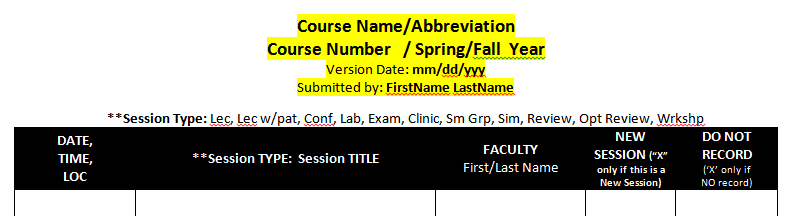 Course Name/Abbreviation
Course Number / Spring/Fall Year
Version Date: mm/dd/yyy
Submitted by: FirstName LastName
**Session Type: Lec, Lec w/pat, Conf, Lab, Exam, Clinic, Sm Grp, Sim, Review, Opt Review, Wrkshp
DATE,
TIME,
LOC
**Session TYPE: Session TITLE
FACULTY
First/Last Name
NEW
SESSION ("X"
only if this is a
New Session)
DO NOT
RECORD
('X' only if
NO record)